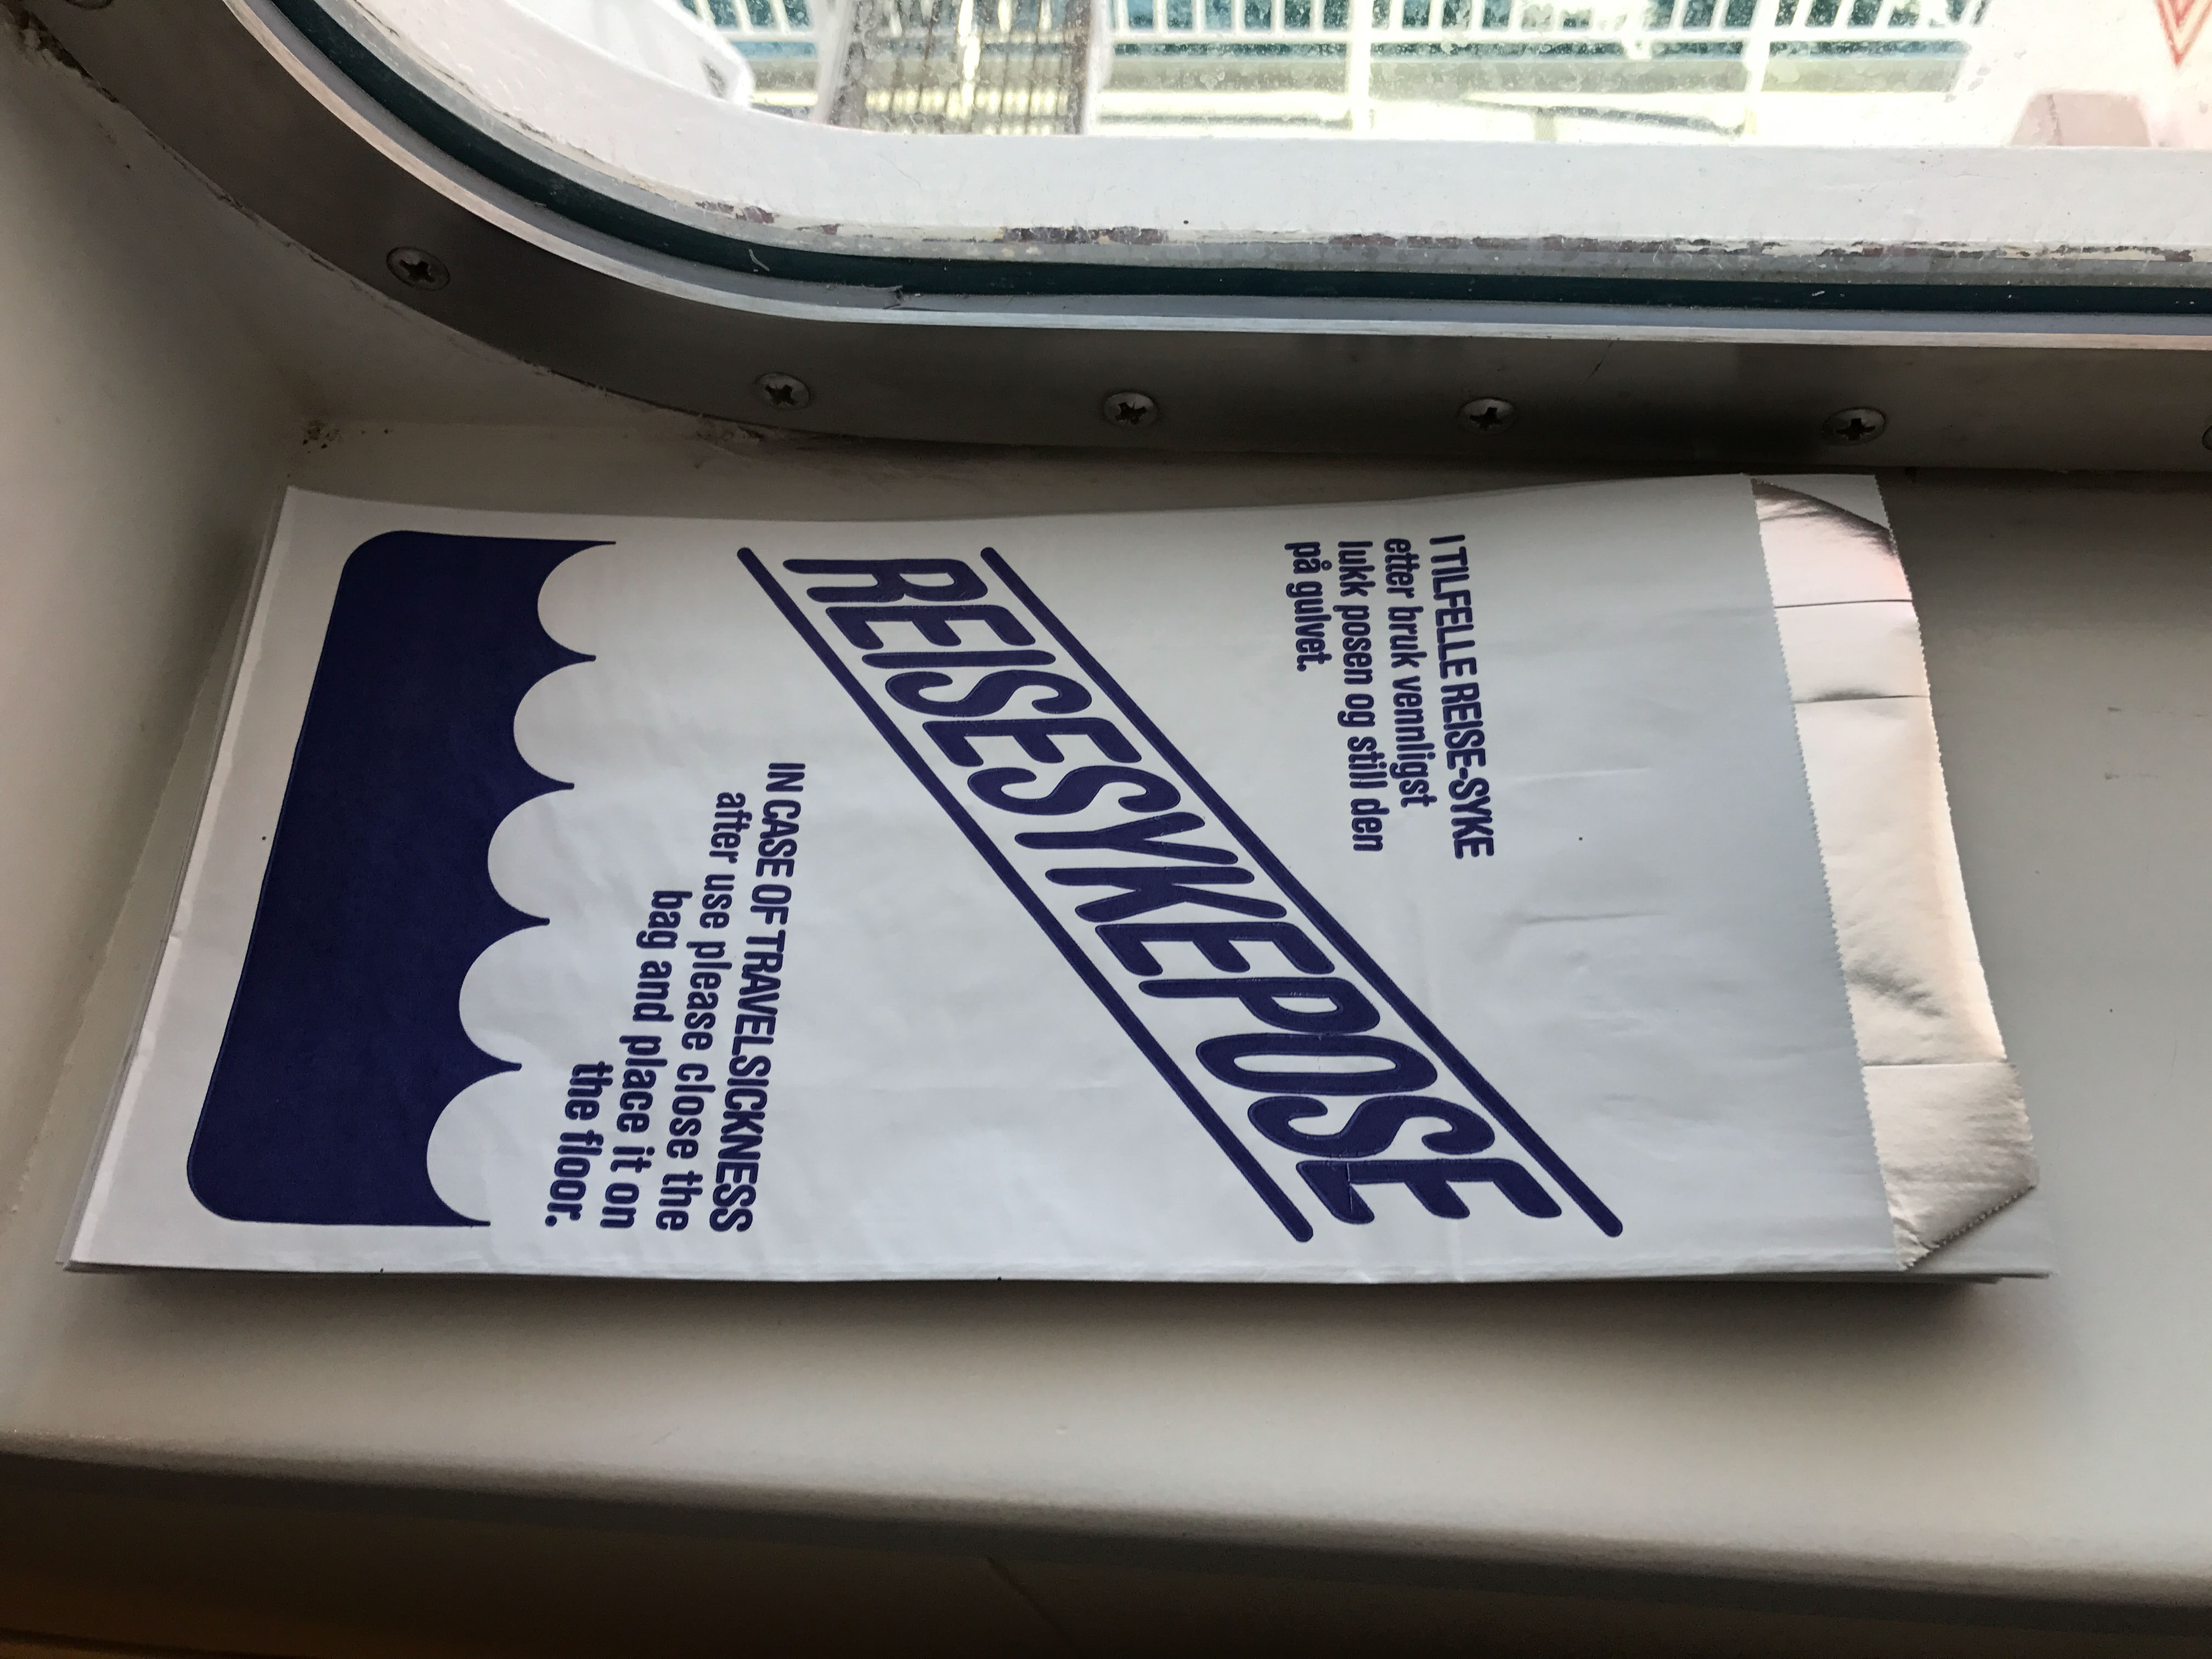 I TILFELLE REISE-SYKE
etter bruk vennligst
lukk posen og still den
på gulvet.
REISESYKEPOSE
IN CASE OF TRAVELSICKNESS
after use please close the
bag and place it on
the floor.